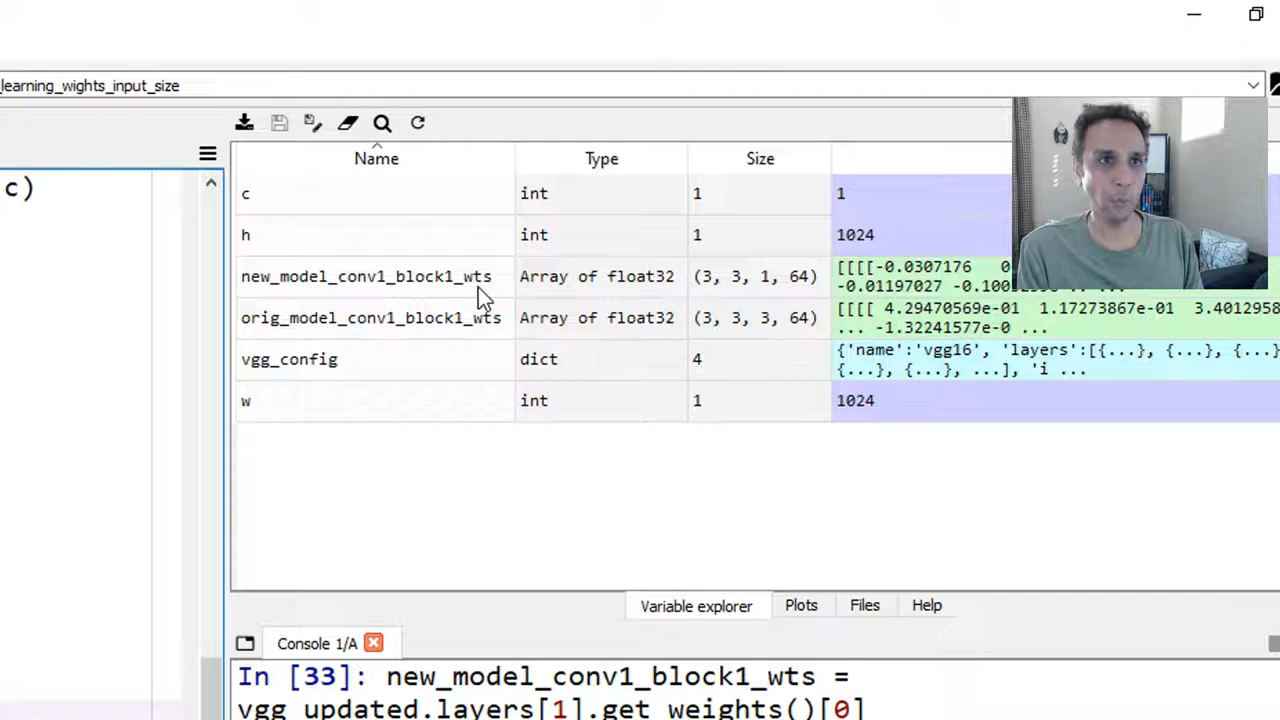 learning_wights_input_size
Name Type Size
c) c int 1 1
h int 1 1024
new_model_conv1_block1_wts Array of float32 (3, 3, 1, 64) [[[[-0.0307176 0
-0.01197027
orig_model_conv1_block1_wts Array of float32 (3, 3, 3, 64) [[[[ 4.29470569e-01 1.17273867e-01 3.4012958
... -1.32241577e-0 ...
vgg_config dict 4 {'name':'vgg16', 'layers':[{...}, {...}, {...}
{...}, {...}, ...], 'i ...
w int 1 1024
Variable explorer Plots Files Help
Console 1/A
In [33]: new_model_conv1_block1_wts =
vgg_updated.layers[1].get_weights()[0]